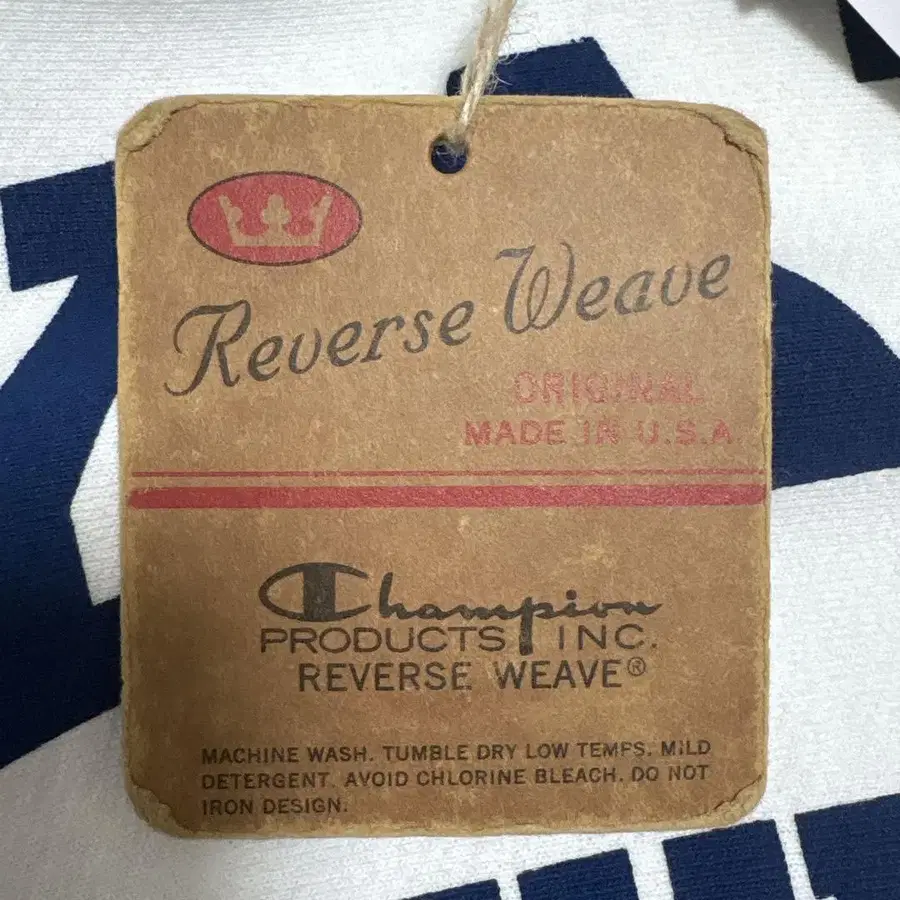 Reverse Weave
ORIGINAL
MADE IN U.S.A
Champion
PRODUCTS INC.
REVERSE WEAVE®
MACHINE WASH. TUMBLE DRY LOW TEMPS. MILD
DETERGENT. AVOID CHLORINE BLEACH. DO NOT
IRON DESIGN.